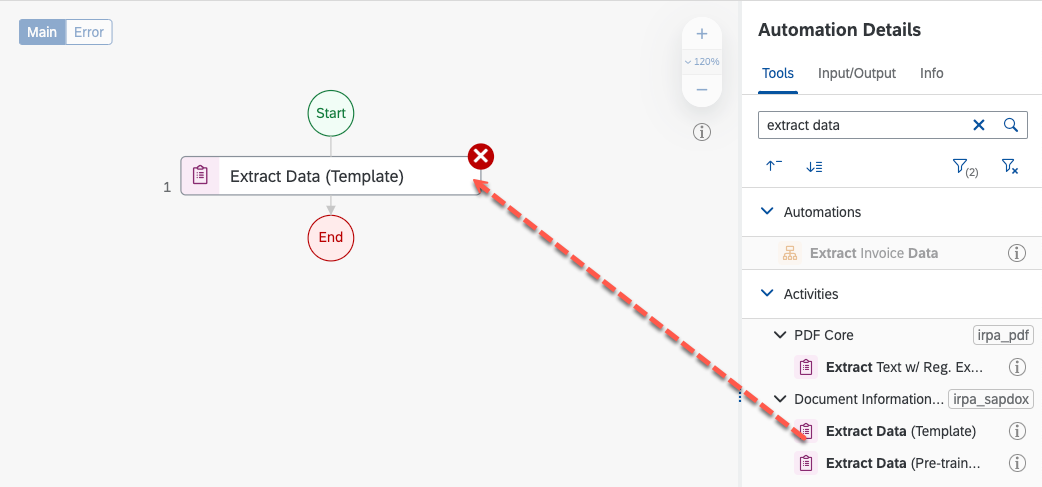 Main Error
120%
Start
1 Extract Data (Template)
End
Automation Details
Tools Input/Output Info
extract data
(2)
Automations
Extract Invoice Data
Activities
PDF Core irpa_pdf
Extract Text w/ Reg. Ex...
Document Information... irpa_sapdox
Extract Data (Template)
Extract Data (Pre-train...